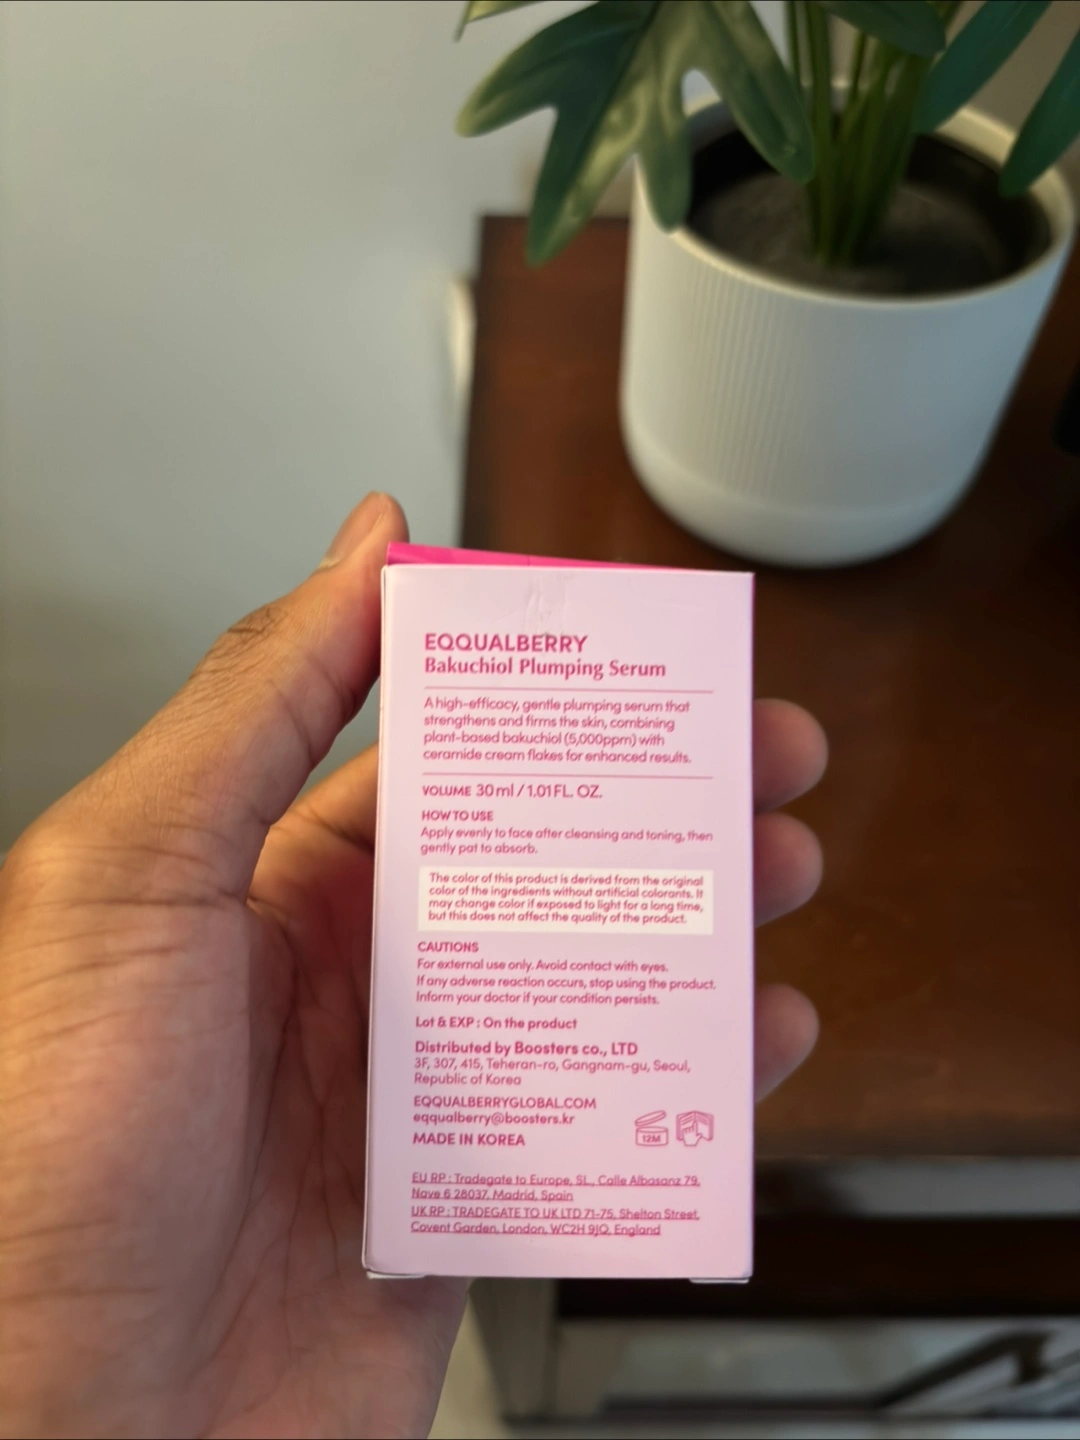 EQQUALBERRY
Bakuchiol Plumping Serum
A high-efficacy, gentle plumping serum that
strengthens and firms the skin, combining
plant-based bakuchiol (5,000ppm) with
ceramide cream flakes for enhanced results.
VOLUME 30 ml / 1.01 FL. OZ.
HOW TO USE
Apply evenly to face after cleansing and toning, then
gently pat to absorb.
The color of this product is derived from the original
color of the ingredients without artificial colorants. It
may change color if exposed to light for a long time,
but this does not affect the quality of the product.
CAUTIONS
For external use only. Avoid contact with eyes.
If any adverse reaction occurs, stop using the product.
Inform your doctor if your condition persists.
Lot & EXP : On the product
Distributed by Boosters co., LTD
3F, 307, 415, Teheran-ro, Gangnam-gu, Seoul,
Republic of Korea
EQQUALBERRYGLOBAL.COM
eqqualberry@boosters.kr
MADE IN KOREA
12M
EU RP : Tradegate to Europe, SL., Calle Albasanz 79,
Nave 6 28037, Madrid, Spain
UK RP : TRADEGATE TO UK LTD 71-75, Shelton Street,
Covent Garden, London, WC2H 9JQ, England